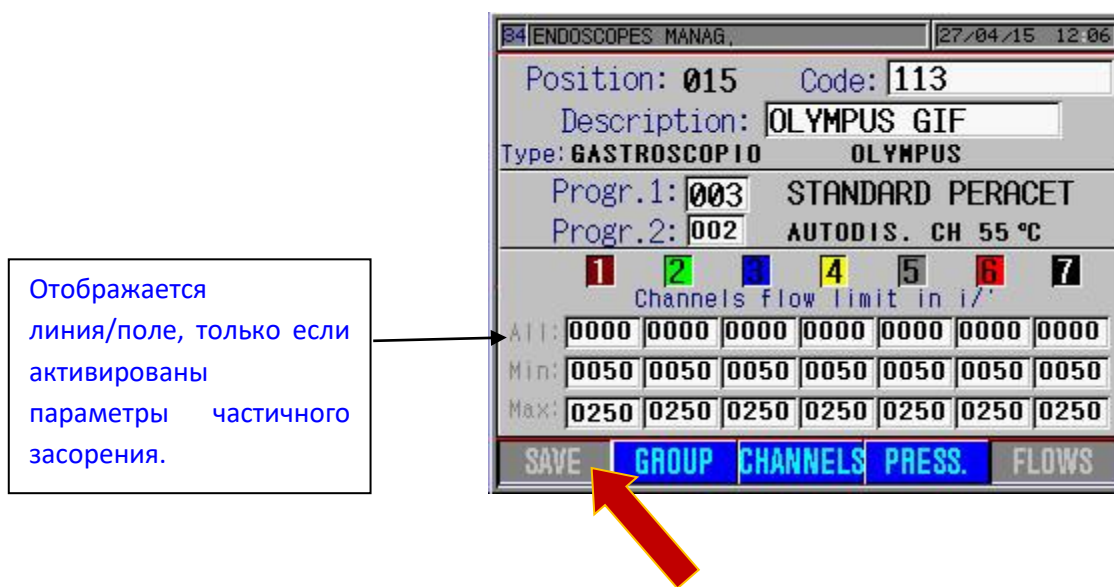 34 ENDOSCOPES MANAG. 27/04/15 12:06
Position: 015 Code: 113
Description: OLYMPUS GIF
Type: GASTROSCOPIO OLYMPUS
Progr.1: 003 STANDARD PERACET
Progr.2: 002 AUTODIS. CH 55 °C
1 2 3 4 5 6 7
Channels flow limit in i/'
All: 0000 0000 0000 0000 0000 0000 0000
Min: 0050 0050 0050 0050 0050 0050 0050
Max: 0250 0250 0250 0250 0250 0250 0250
SAVE GROUP CHANNELS PRESS. FLOWS
Отображается
линия/поле, только если
активированы
параметры частичного
засорения.